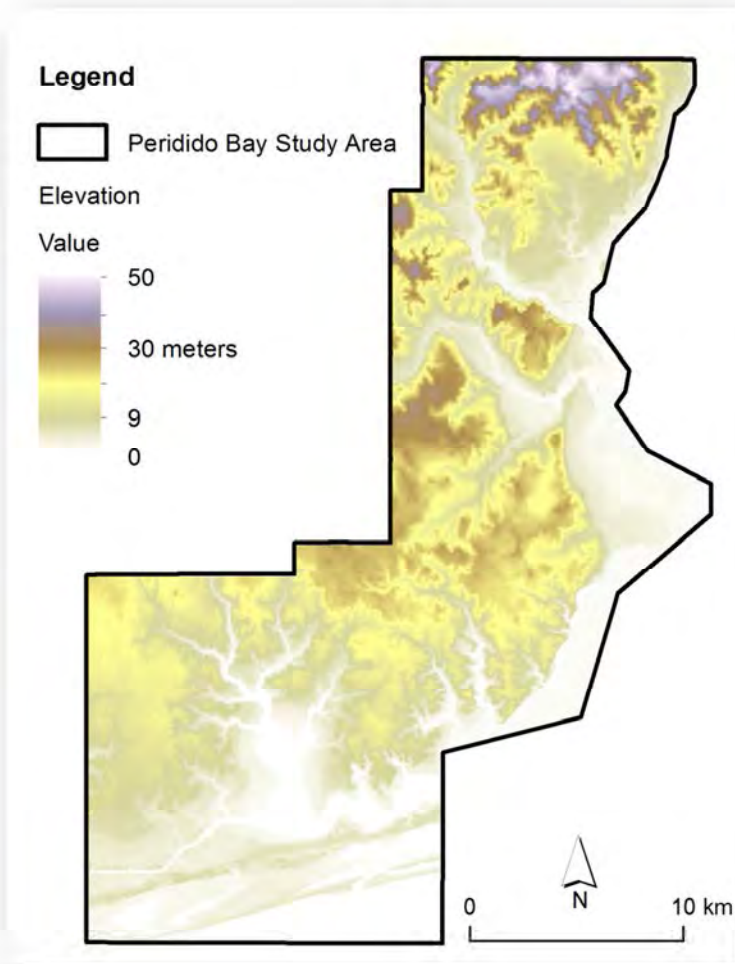 Legend
Peridido Bay Study Area
Elevation
Value
50
30 meters
9
0
N
0 10 km